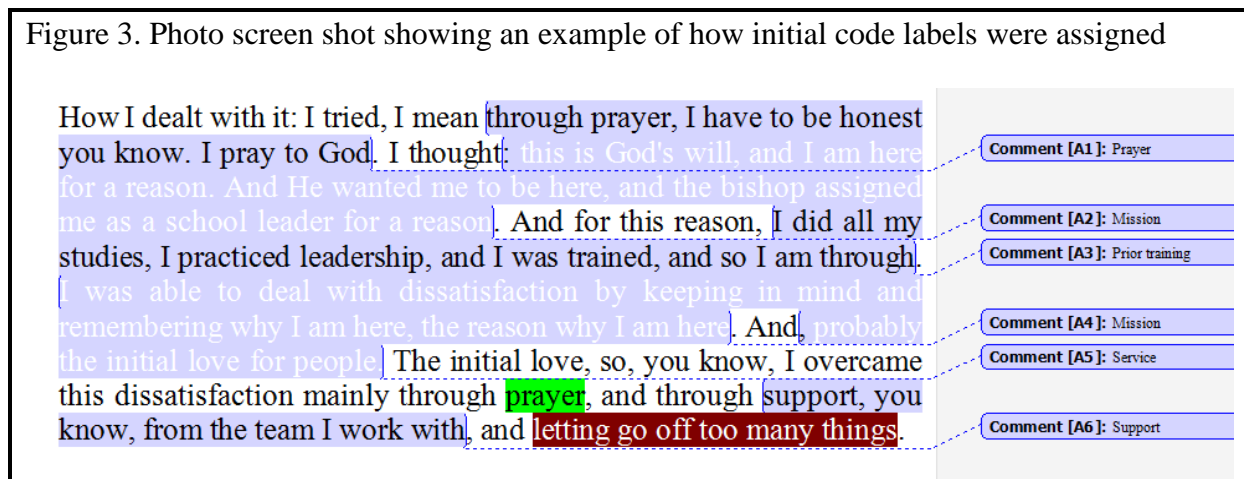 Figure 3. Photo screen shot showing an example of how initial code labels were assigned
How I dealt with it: I tried, I mean through prayer, I have to be honest
you know. I pray to God. I thought: this is God's will, and I am here
for a reason. And He wanted me to be here, and the bishop assigned
me as a school leader for a reason. And for this reason, I did all my
studies, I practiced leadership, and I was trained, and so I am through.
I was able to deal with dissatisfaction by keeping in mind and
remembering why I am here, the reason why I am here. And, probably
the initial love for people. The initial love, so, you know, I overcame
this dissatisfaction mainly through prayer, and through support, you
know, from the team I work with, and letting go off too many things.
Comment [A1]: Prayer
Comment [A2]: Mission
Comment [A3]: Prior training
Comment [A4]: Mission
Comment [A5]: Service
Comment [A6]: Support